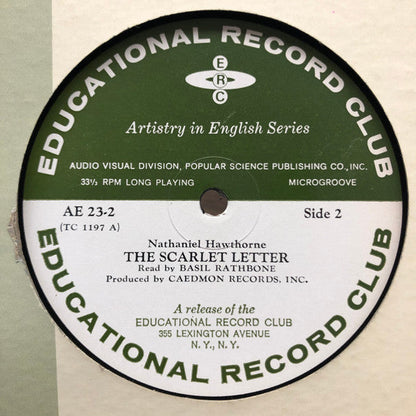 EDUCATIONAL RECORD CLUB
E
R
C
Artistry in English Series
AUDIO VISUAL DIVISION, POPULAR SCIENCE PUBLISHING CO., INC.
33⅓ RPM LONG PLAYING MICROGROOVE
AE 23-2 Side 2
(TC 1197 A)
Nathaniel Hawthorne
THE SCARLET LETTER
Read by BASIL RATHBONE
Produced by CAEDMON RECORDS, INC.
A release of the
EDUCATIONAL RECORD CLUB
355 LEXINGTON AVENUE
N. Y., N. Y.
EDUCATIONAL RECORD CLUB